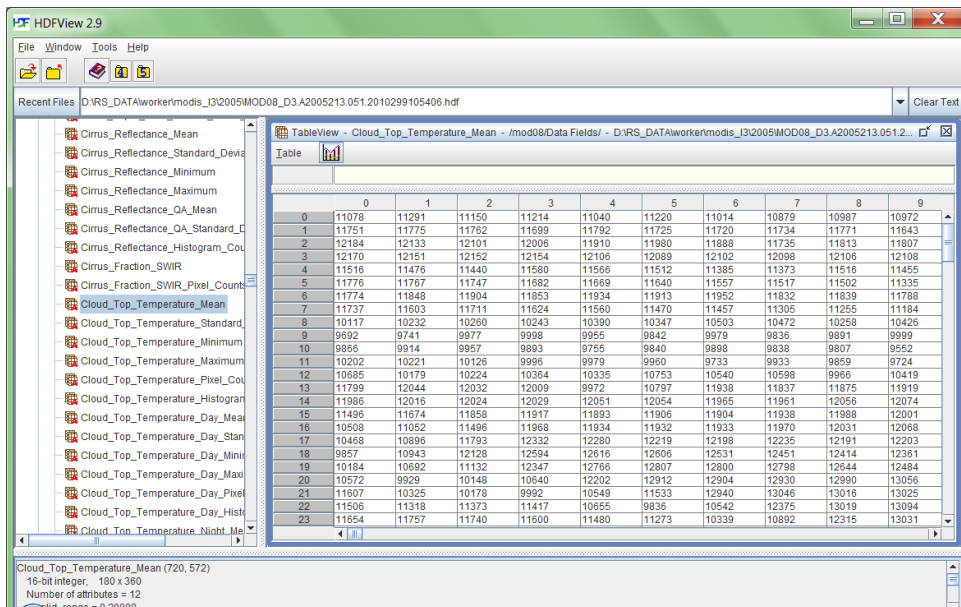 HDFView 2.9
File Window Tools Help
Recent Files D:\RS_DATA\worker\modis_l3\2005\MOD08_D3.A2005213.051.2010299105406.hdf Clear Text
Cirrus_Reflectance_Mean
Cirrus_Reflectance_Standard_Devia
Cirrus_Reflectance_Minimum
Cirrus_Reflectance_Maximum
Cirrus_Reflectance_QA_Mean
Cirrus_Reflectance_QA_Standard_D
Cirrus_Reflectance_Histogram_Cou
Cirrus_Fraction_SWIR
Cirrus_Fraction_SWIR_Pixel_Counts
Cloud_Top_Temperature_Mean
Cloud_Top_Temperature_Standard_
Cloud_Top_Temperature_Minimum
Cloud_Top_Temperature_Maximum
Cloud_Top_Temperature_Pixel_Cou
Cloud_Top_Temperature_Histogram
Cloud_Top_Temperature_Day_Mean
Cloud_Top_Temperature_Day_Stan
Cloud_Top_Temperature_Day_Minir
Cloud_Top_Temperature_Day_Maxi
Cloud_Top_Temperature_Day_Pixel
Cloud_Top_Temperature_Day_Histo
Cloud_Top_Temperature_Night_Me
TableView - Cloud_Top_Temperature_Mean - /mod08/Data Fields/ - D:\RS_DATA\worker\modis_l3\2005\MOD08_D3.A2005213.051.2...
Table
0 1 2 3 4 5 6 7 8 9
0 11078 11291 11150 11214 11040 11220 11014 10879 10987 10972
1 11751 11775 11762 11699 11792 11725 11720 11734 11771 11643
2 12184 12133 12101 12006 11910 11980 11888 11735 11813 11807
3 12170 12151 12152 12154 12106 12089 12102 12098 12106 12108
4 11516 11476 11440 11580 11566 11512 11385 11373 11516 11455
5 11776 11767 11747 11682 11669 11640 11557 11517 11502 11335
6 11774 11848 11904 11853 11934 11913 11952 11832 11839 11788
7 11737 11603 11711 11624 11560 11470 11457 11305 11255 11184
8 10117 10232 10260 10243 10390 10347 10503 10472 10258 10426
9 9692 9741 9977 9998 9955 9842 9979 9836 9891 9999
10 9866 9914 9957 9893 9755 9840 9898 9838 9807 9552
11 10202 10221 10126 9996 9979 9960 9733 9933 9859 9724
12 10685 10179 10224 10364 10335 10753 10540 10598 9966 10419
13 11799 12044 12032 12009 9972 10797 11938 11837 11875 11919
14 11986 12016 12024 12029 12051 12054 11965 11961 12056 12074
15 11496 11674 11858 11917 11893 11906 11904 11938 11988 12001
16 10508 11052 11496 11968 11934 11932 11933 11970 12031 12068
17 10468 10896 11793 12332 12280 12219 12198 12235 12191 12203
18 9857 10943 12128 12594 12616 12606 12531 12451 12414 12361
19 10184 10692 11132 12347 12766 12807 12800 12798 12644 12484
20 10572 9929 10148 10640 12202 12912 12904 12930 12990 13056
21 11607 10325 10178 9992 10549 11533 12940 13046 13016 13025
22 11506 11318 11373 11417 10655 9836 10542 12375 13019 13094
23 11654 11757 11740 11600 11480 11273 10339 10892 12315 13031
Cloud_Top_Temperature_Mean (720, 572)
16-bit integer, 180 x 360
Number of attributes = 12